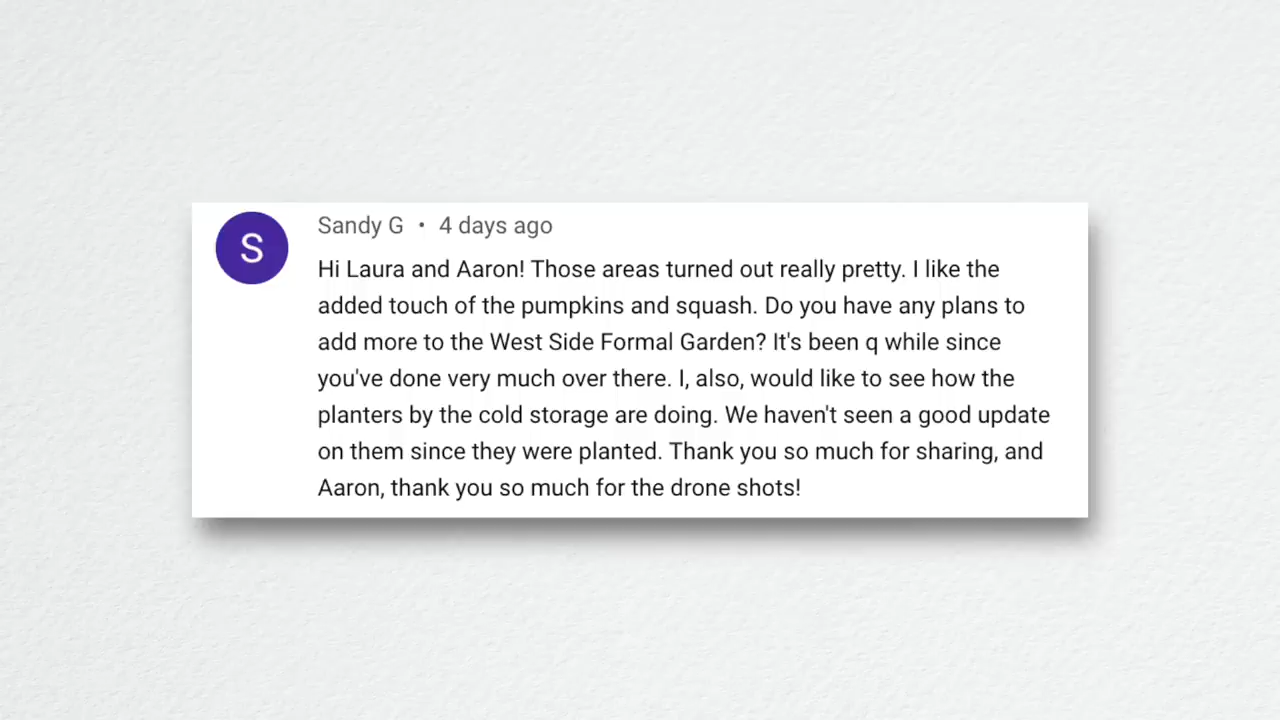 S
Sandy G • 4 days ago
Hi Laura and Aaron! Those areas turned out really pretty. I like the
added touch of the pumpkins and squash. Do you have any plans to
add more to the West Side Formal Garden? It's been q while since
you've done very much over there. I, also, would like to see how the
planters by the cold storage are doing. We haven't seen a good update
on them since they were planted. Thank you so much for sharing, and
Aaron, thank you so much for the drone shots!